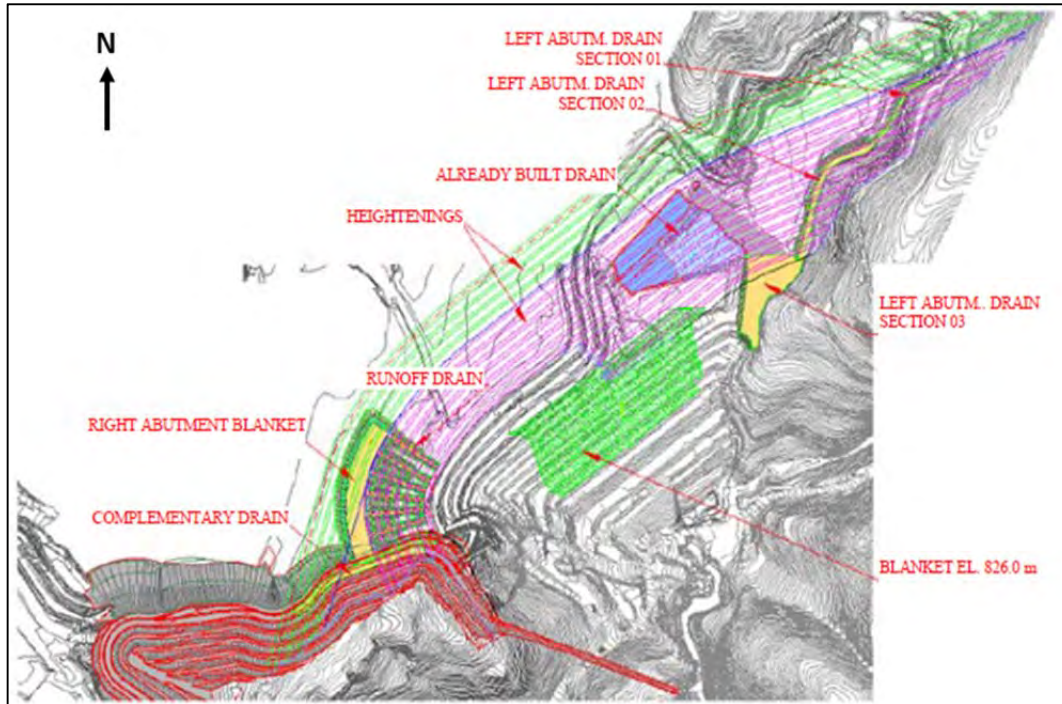 N
LEFT ABUTM. DRAIN
SECTION 01
LEFT ABUTM. DRAIN
SECTION 02
ALREADY BUILT DRAIN
HEIGHTENINGS
LEFT ABUTM.. DRAIN
SECTION 03
RUNOFF DRAIN
RIGHT ABUTMENT BLANKET
COMPLEMENTARY DRAIN
BLANKET EL. 826.0 m